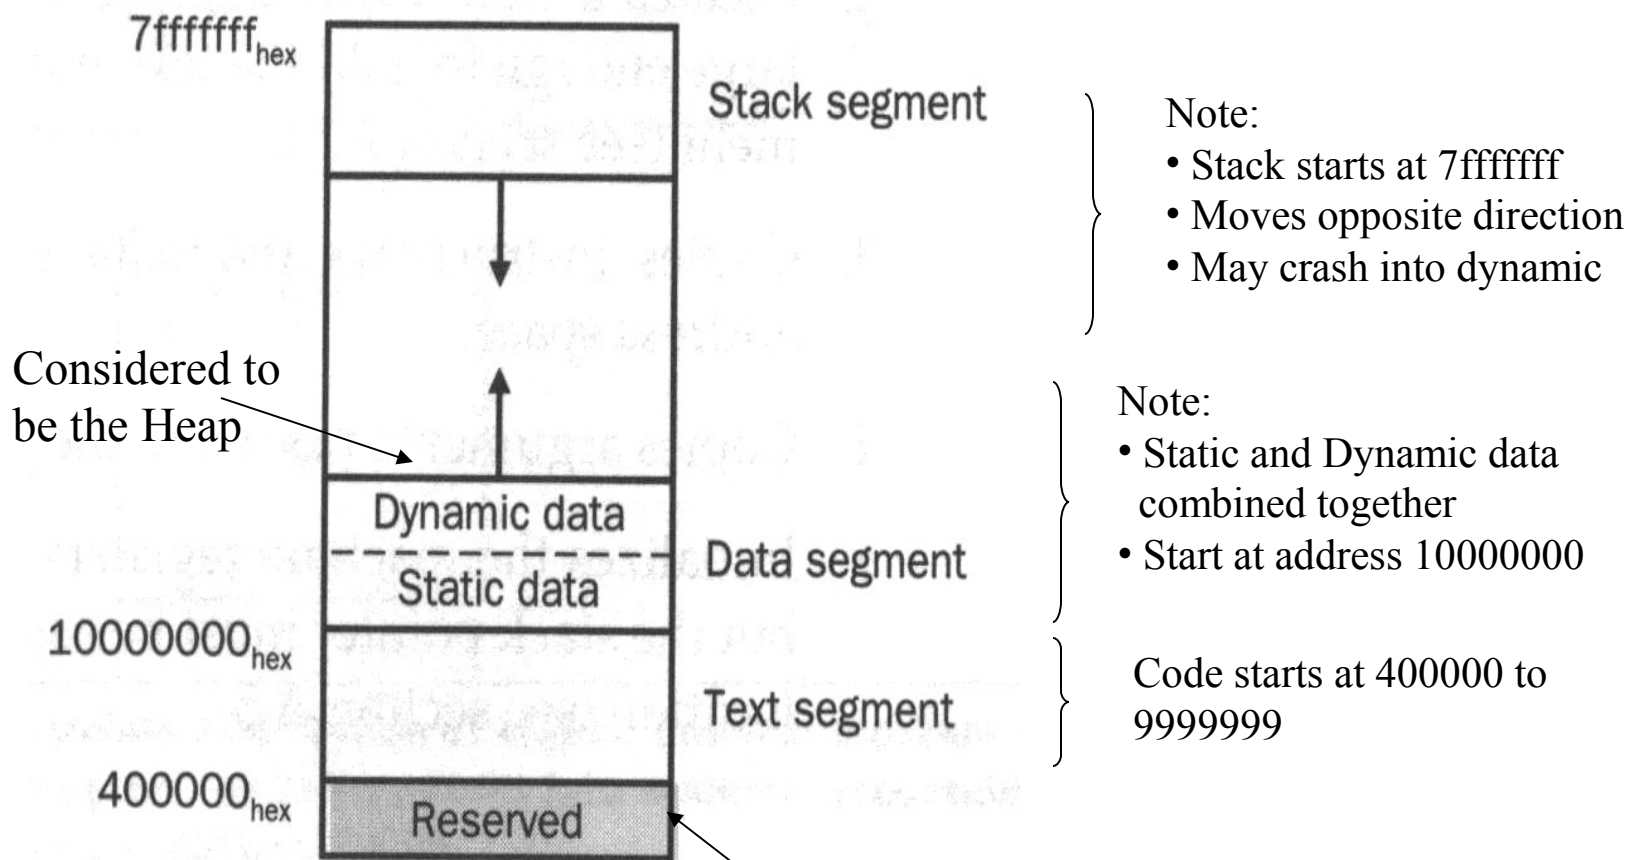 7fffffff hex
Stack segment
Note:
• Stack starts at 7fffffff
• Moves opposite direction
• May crash into dynamic
Considered to
be the Heap
Dynamic data
Static data
Data segment
Note:
• Static and Dynamic data
combined together
• Start at address 10000000
10000000 hex
Text segment
Code starts at 400000 to
9999999
400000 hex
Reserved